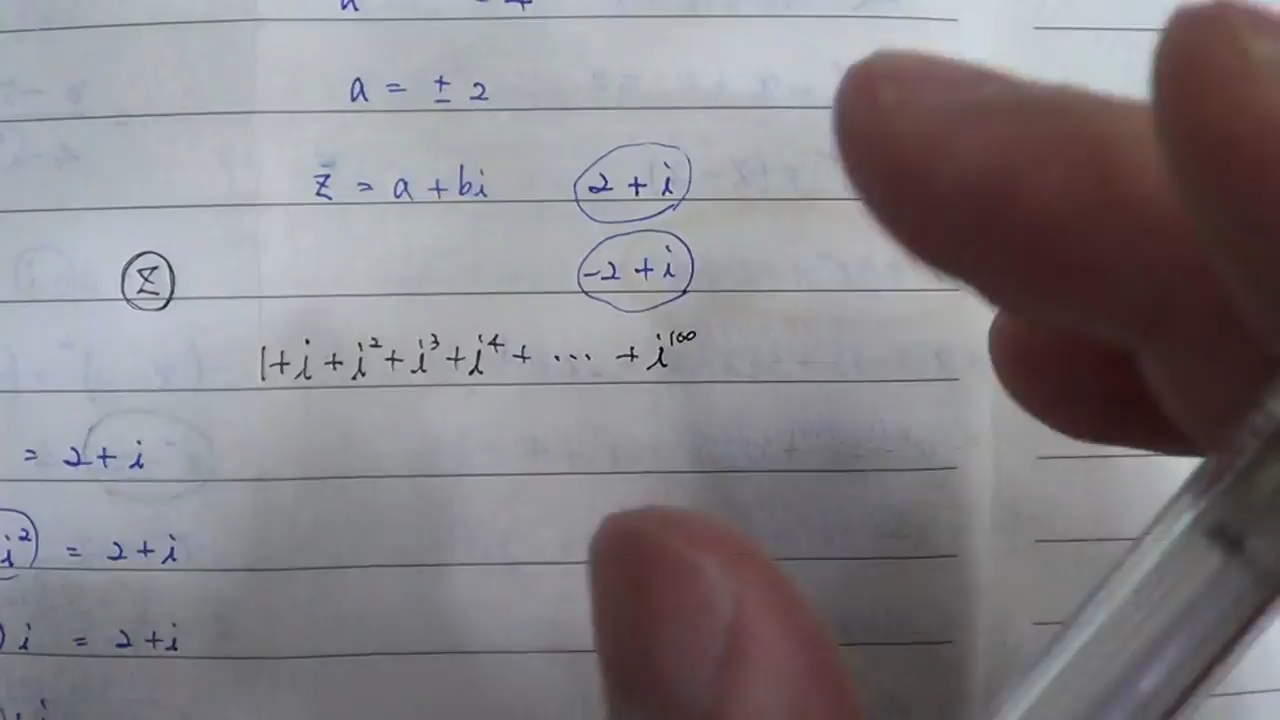 a = ± 2
z̄ = a + bi 2 + i
-2 + i
Z
1+i+i²+i³+i⁴+ ⋯ +i¹⁰⁰
= 2+i
i²) = 2+i
) i = 2+i